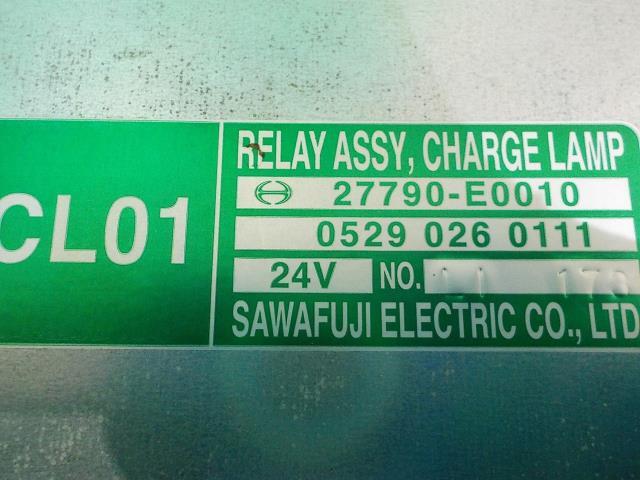 CL01
RELAY ASSY, CHARGE LAMP
27790-E0010
0529 026 0111
24V NO.
SAWAFUJI ELECTRIC CO., LTD